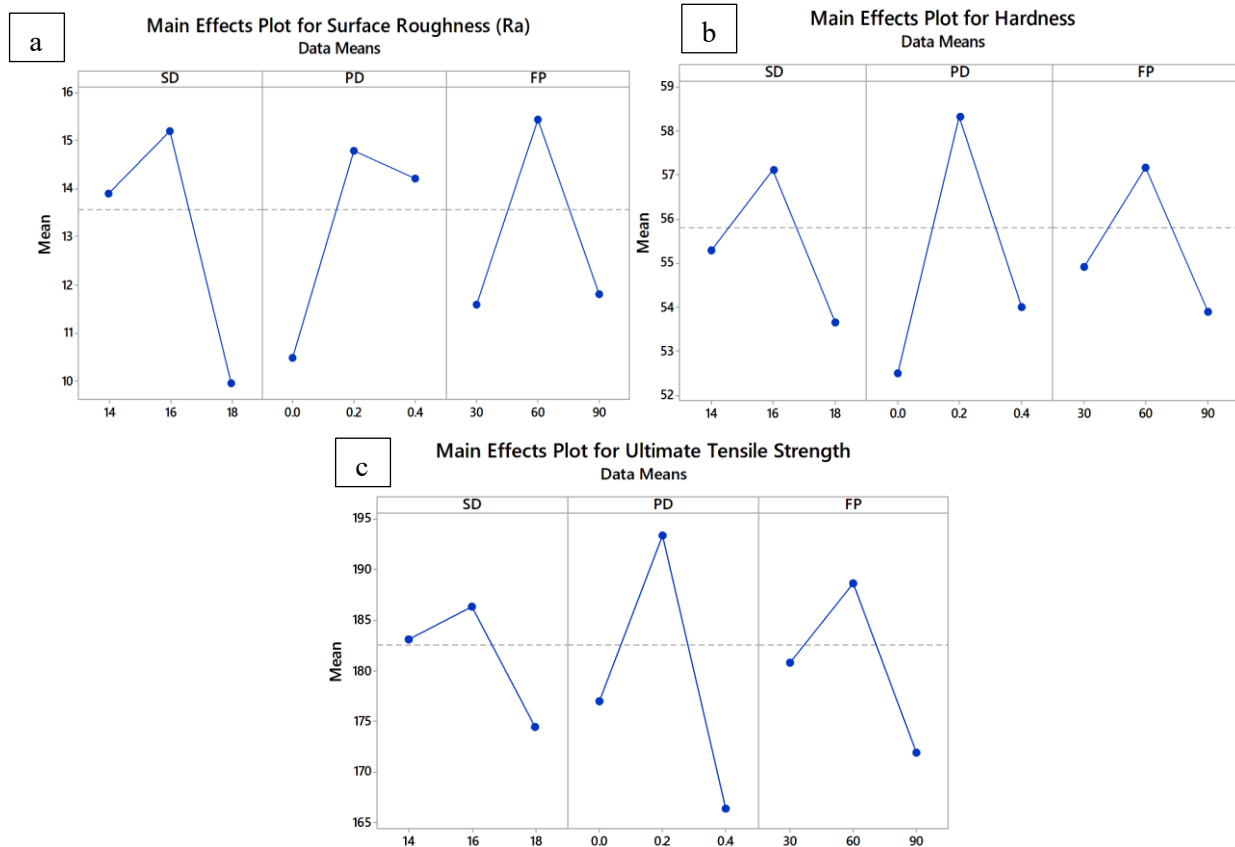 a
Main Effects Plot for Surface Roughness (Ra)
Data Means
SD PD FP
16
15
14
13
12
11
10
Mean
14 16 18 0.0 0.2 0.4 30 60 90
b
Main Effects Plot for Hardness
Data Means
SD PD FP
59
58
57
56
55
54
53
52
Mean
14 16 18 0.0 0.2 0.4 30 60 90
c
Main Effects Plot for Ultimate Tensile Strength
Data Means
SD PD FP
195
190
185
180
175
170
165
Mean
14 16 18 0.0 0.2 0.4 30 60 90